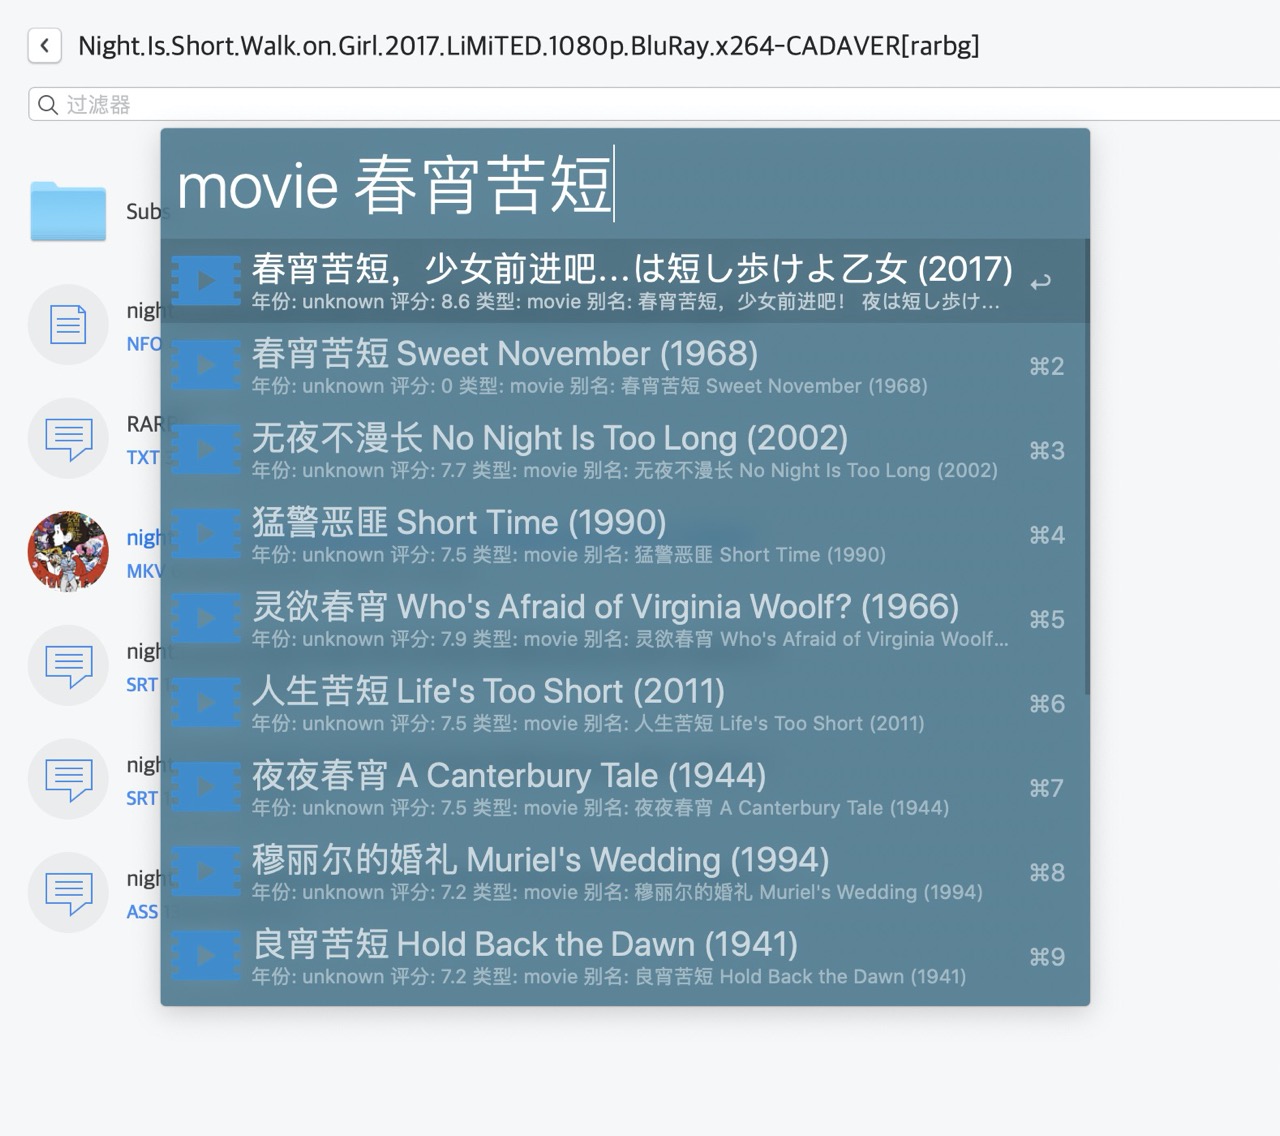 Night.Is.Short.Walk.on.Girl.2017.LiMiTED.1080p.BluRay.x264-CADAVER[rarbg]
过滤器
movie 春宵苦短
Subs
春宵苦短，少女前进吧...は短し歩けよ乙女 (2017)
年份: unknown 评分: 8.6 类型: movie 别名: 春宵苦短，少女前进吧！ 夜は短し歩け...
night
NFO
春宵苦短 Sweet November (1968)
⌘2
年份: unknown 评分: 0 类型: movie 别名: 春宵苦短 Sweet November (1968)
RARB
TXT
无夜不漫长 No Night Is Too Long (2002)
⌘3
年份: unknown 评分: 7.7 类型: movie 别名: 无夜不漫长 No Night Is Too Long (2002)
night
MKV
猛警恶匪 Short Time (1990)
⌘4
年份: unknown 评分: 7.5 类型: movie 别名: 猛警恶匪 Short Time (1990)
night
SRT
灵欲春宵 Who's Afraid of Virginia Woolf? (1966)
⌘5
年份: unknown 评分: 7.9 类型: movie 别名: 灵欲春宵 Who's Afraid of Virginia Woolf...
人生苦短 Life's Too Short (2011)
⌘6
年份: unknown 评分: 7.5 类型: movie 别名: 人生苦短 Life's Too Short (2011)
night
SRT
夜夜春宵 A Canterbury Tale (1944)
⌘7
年份: unknown 评分: 7.5 类型: movie 别名: 夜夜春宵 A Canterbury Tale (1944)
night
ASS
穆丽尔的婚礼 Muriel's Wedding (1994)
⌘8
年份: unknown 评分: 7.2 类型: movie 别名: 穆丽尔的婚礼 Muriel's Wedding (1994)
良宵苦短 Hold Back the Dawn (1941)
⌘9
年份: unknown 评分: 7.2 类型: movie 别名: 良宵苦短 Hold Back the Dawn (1941)